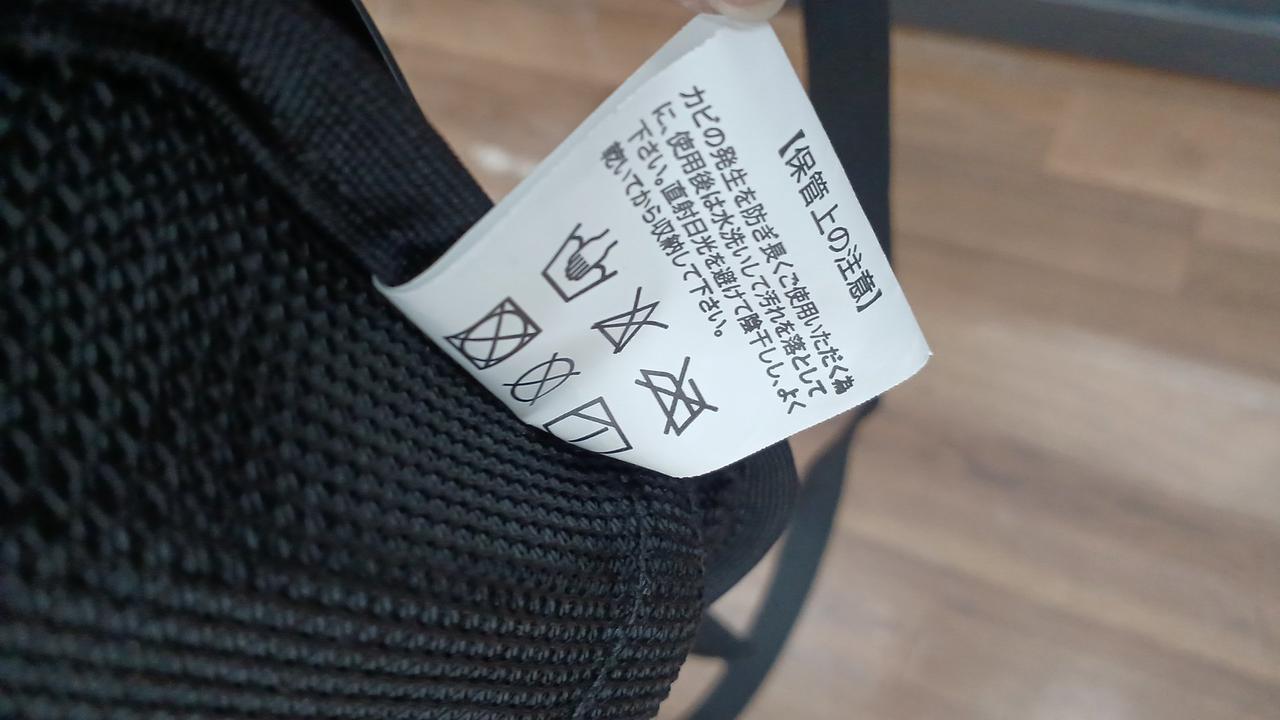 【保管上の注意】
カビの発生を防ぎ長くご使用いただく為
に、使用後は水洗いして汚れを落として
下さい。直射日光を避けて陰干しし、よく
乾いてから収納して下さい。